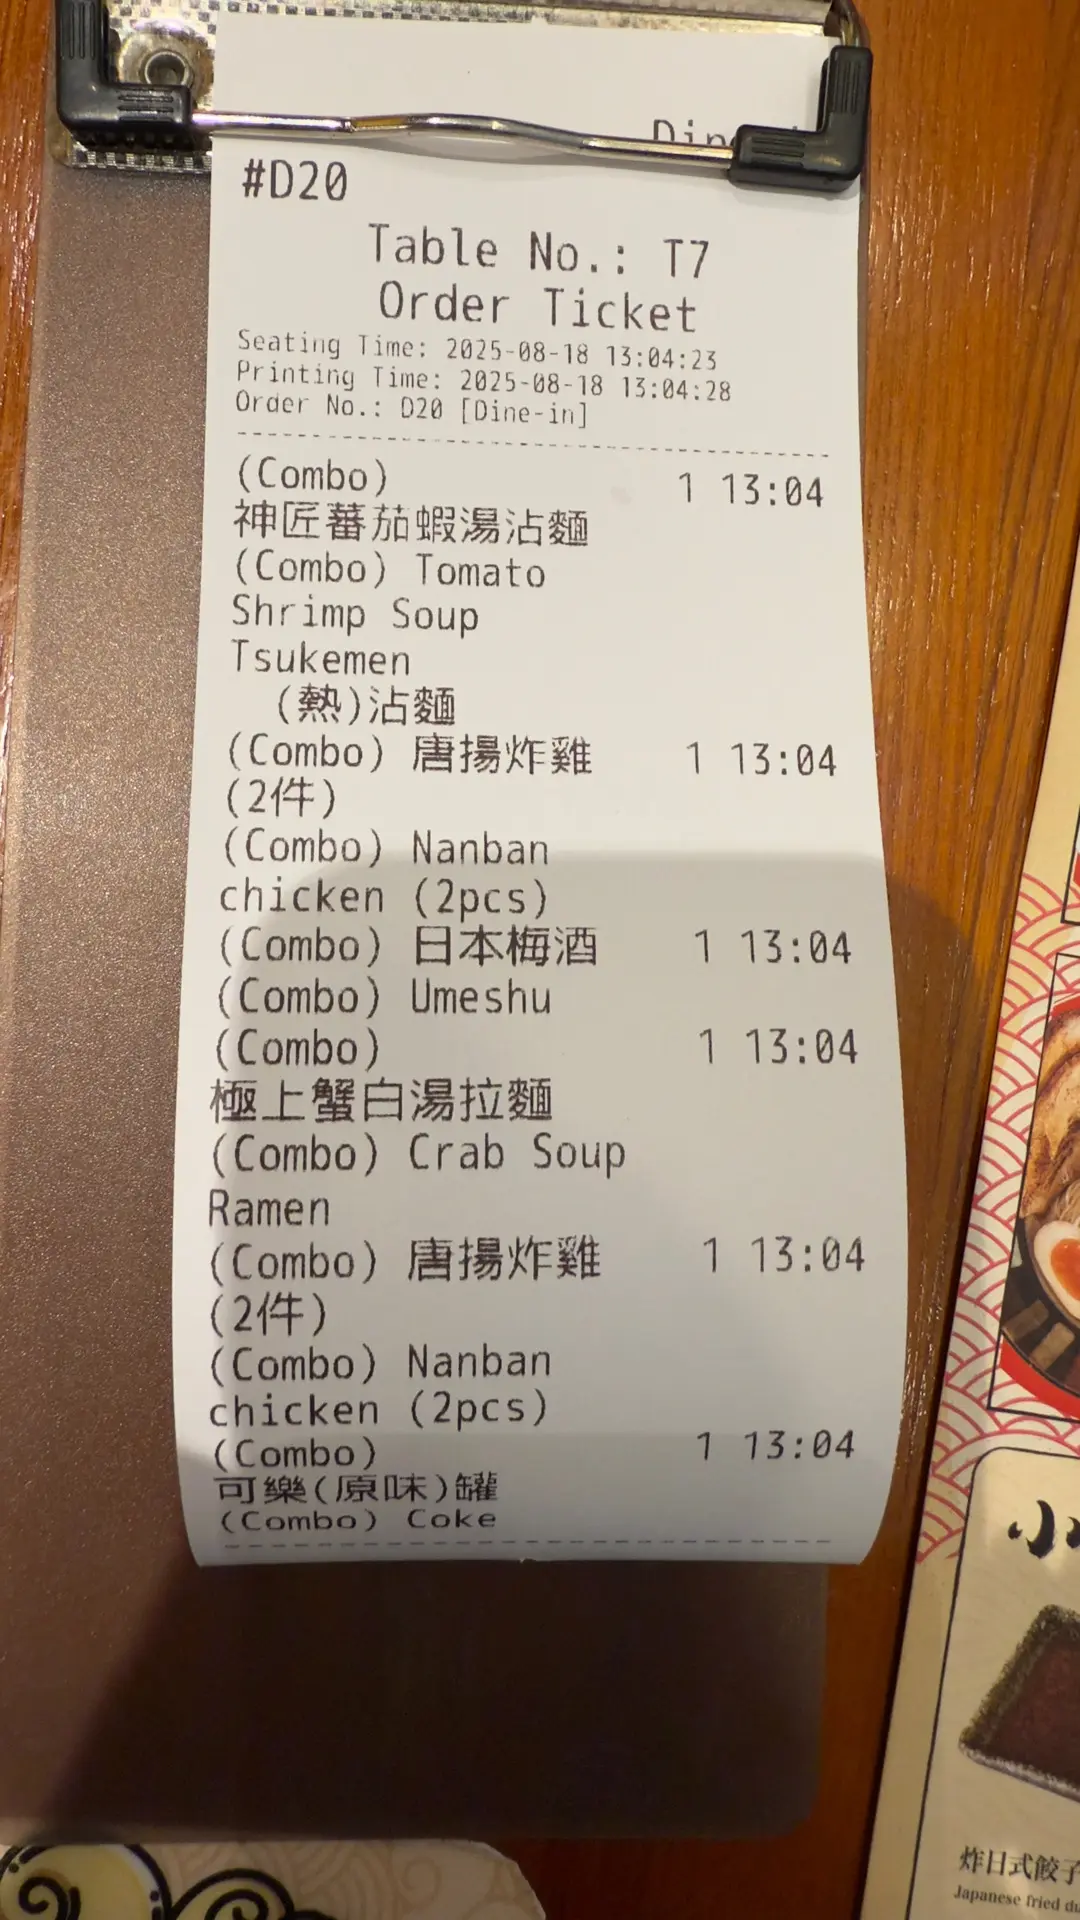 #D20
Table No.: T7
Order Ticket
Seating Time: 2025-08-18 13:04:23
Printing Time: 2025-08-18 13:04:28
Order No.: D20 [Dine-in]
(Combo) 1 13:04
神匠蕃茄蝦湯沾麵
(Combo) Tomato
Shrimp Soup
Tsukemen
(熱)沾麵
(Combo) 唐揚炸雞 1 13:04
(2件)
(Combo) Nanban
chicken (2pcs)
(Combo) 日本梅酒 1 13:04
(Combo) Umeshu
(Combo) 1 13:04
極上蟹白湯拉麵
(Combo) Crab Soup
Ramen
(Combo) 唐揚炸雞 1 13:04
(2件)
(Combo) Nanban
chicken (2pcs)
(Combo) 1 13:04
可樂(原味)罐
(Combo) Coke
小
炸日式餃子
Japanese fried